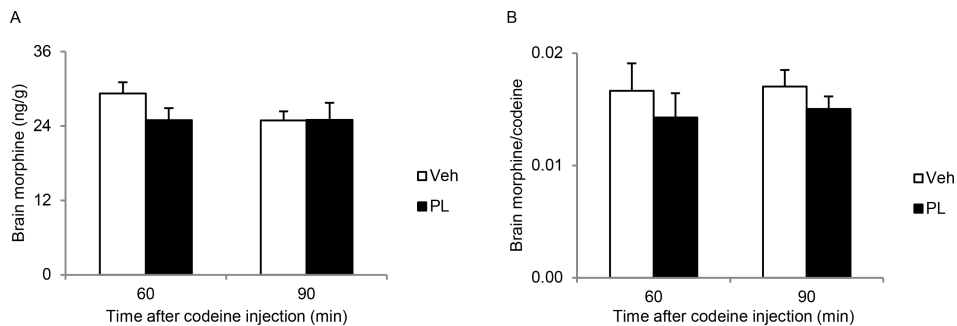 A
Brain morphine (ng/g)
36
24
12
0
60
90
Time after codeine injection (min)
Veh
PL
B
Brain morphine/codeine
0.02
0.01
0.00
60
90
Time after codeine injection (min)
Veh
PL